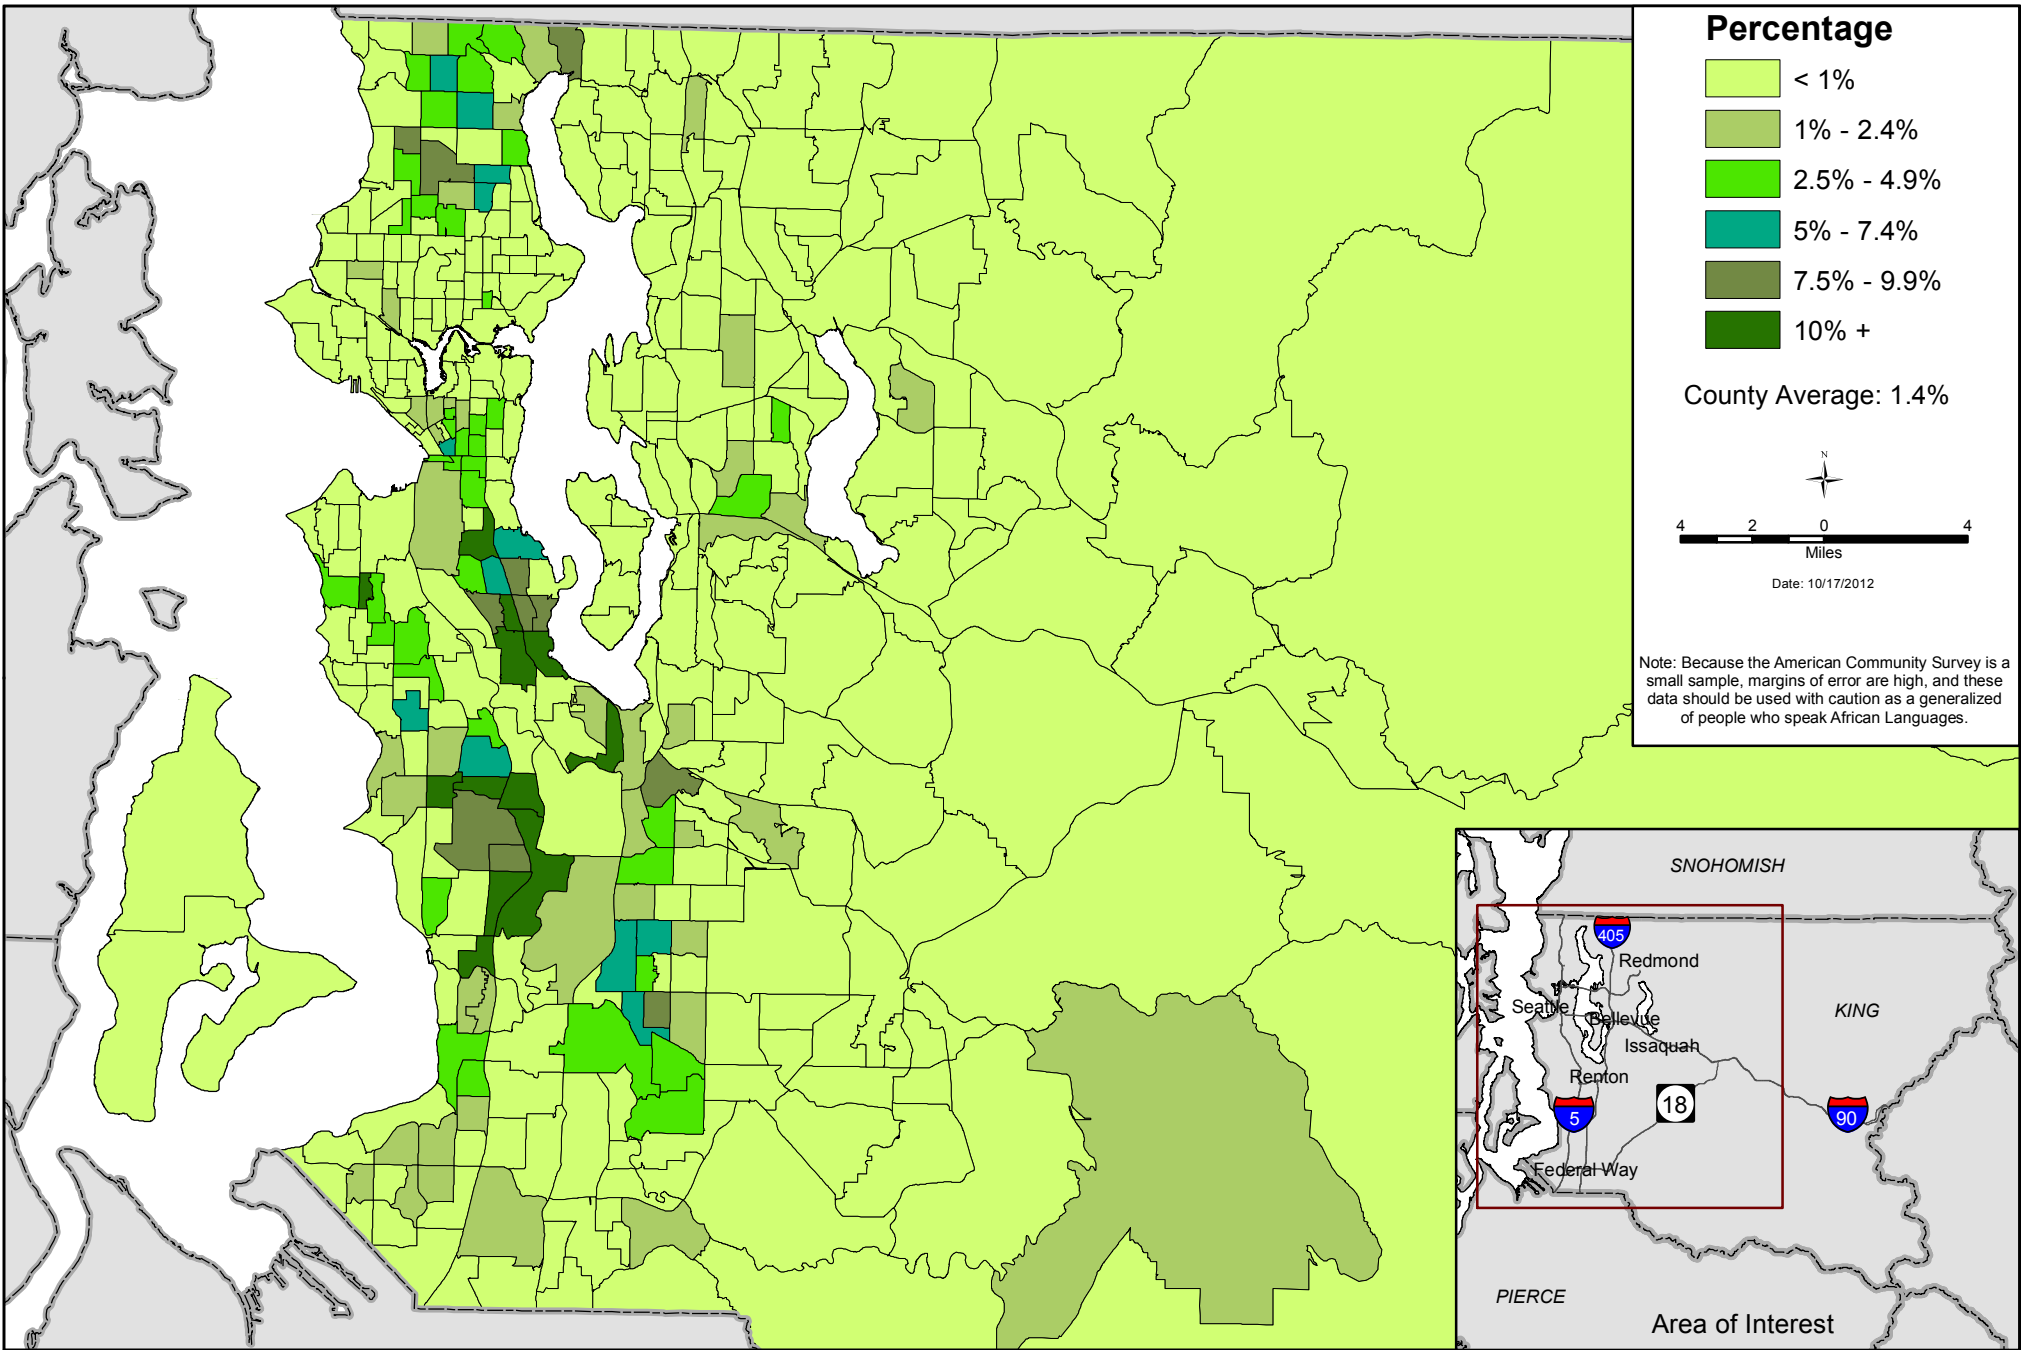 Percentage
< 1%
1% - 2.4%
2.5% - 4.9%
5% - 7.4%
7.5% - 9.9%
10% +
County Average: 1.4%
N
4 2 0 4
Miles
Date: 10/17/2012
Note: Because the American Community Survey is a
small sample, margins of error are high, and these
data should be used with caution as a generalized
of people who speak African Languages.
SNOHOMISH
405
Redmond
Seattle
Bellevue
KING
Issaquah
Renton
18
5
90
Federal Way
PIERCE
Area of Interest